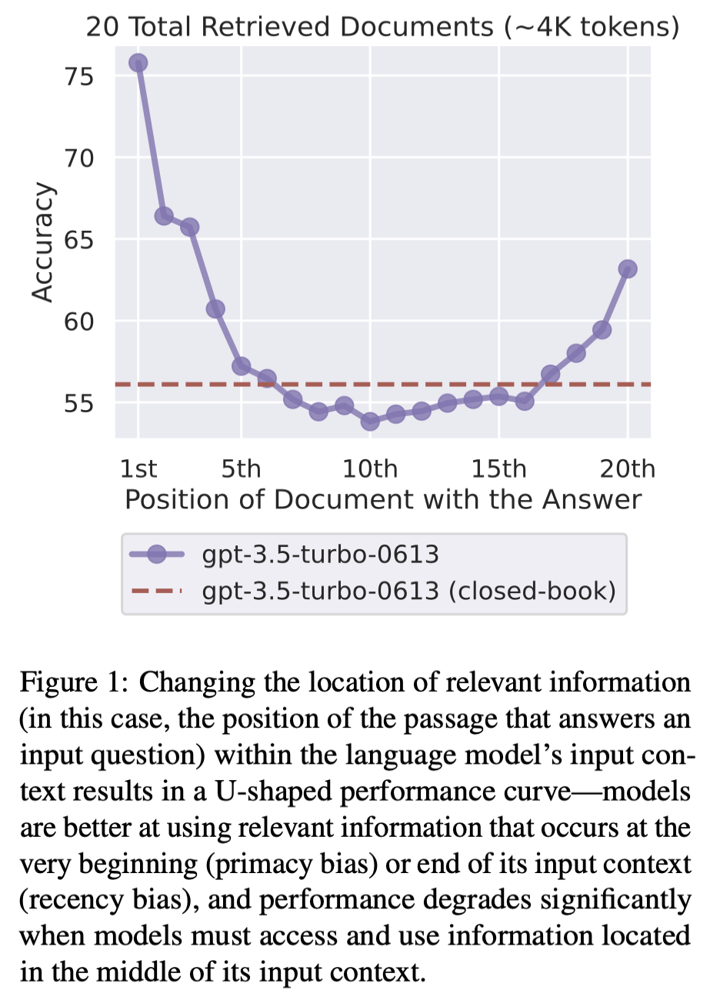 20 Total Retrieved Documents (~4K tokens)
75
70
65
60
55
Accuracy
1st 5th 10th 15th 20th
Position of Document with the Answer
gpt-3.5-turbo-0613
gpt-3.5-turbo-0613 (closed-book)
Figure 1: Changing the location of relevant information
(in this case, the position of the passage that answers an
input question) within the language model’s input con-
text results in a U-shaped performance curve—models
are better at using relevant information that occurs at the
very beginning (primacy bias) or end of its input context
(recency bias), and performance degrades significantly
when models must access and use information located
in the middle of its input context.